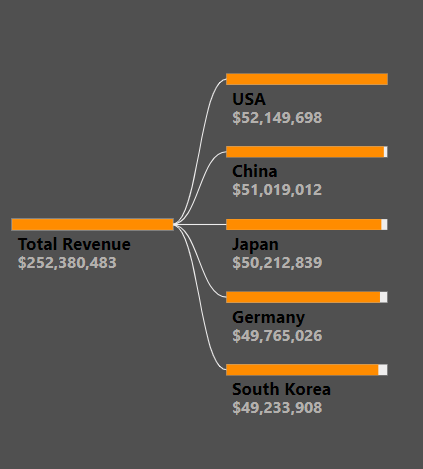 USA
$52,149,698
China
$51,019,012
Total Revenue
$252,380,483
Japan
$50,212,839
Germany
$49,765,026
South Korea
$49,233,908